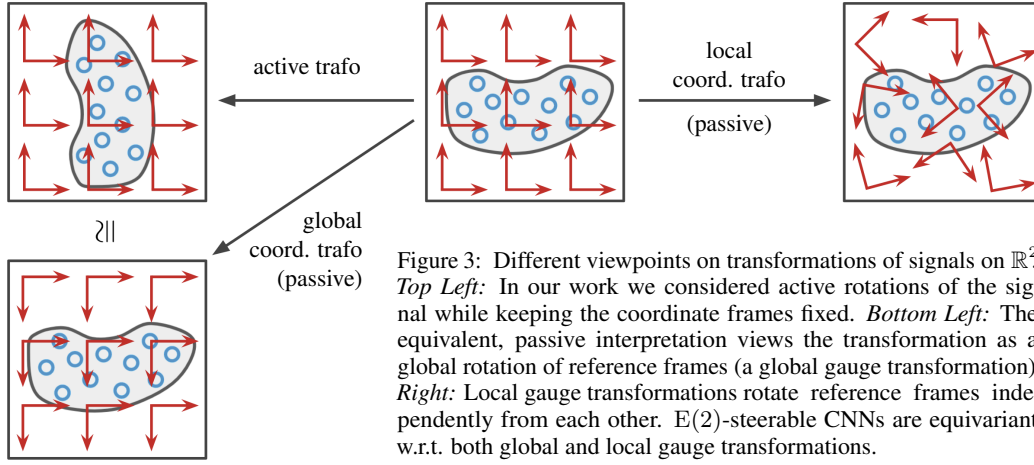 active trafo
local
coord. trafo
(passive)
≅
global
coord. trafo
(passive)
Figure 3: Different viewpoints on transformations of signals on ℝ²
Top Left: In our work we considered active rotations of the sig-
nal while keeping the coordinate frames fixed. Bottom Left: The
equivalent, passive interpretation views the transformation as a
global rotation of reference frames (a global gauge transformation)
Right: Local gauge transformations rotate reference frames inde
pendently from each other. E(2)-steerable CNNs are equivariant
w.r.t. both global and local gauge transformations.